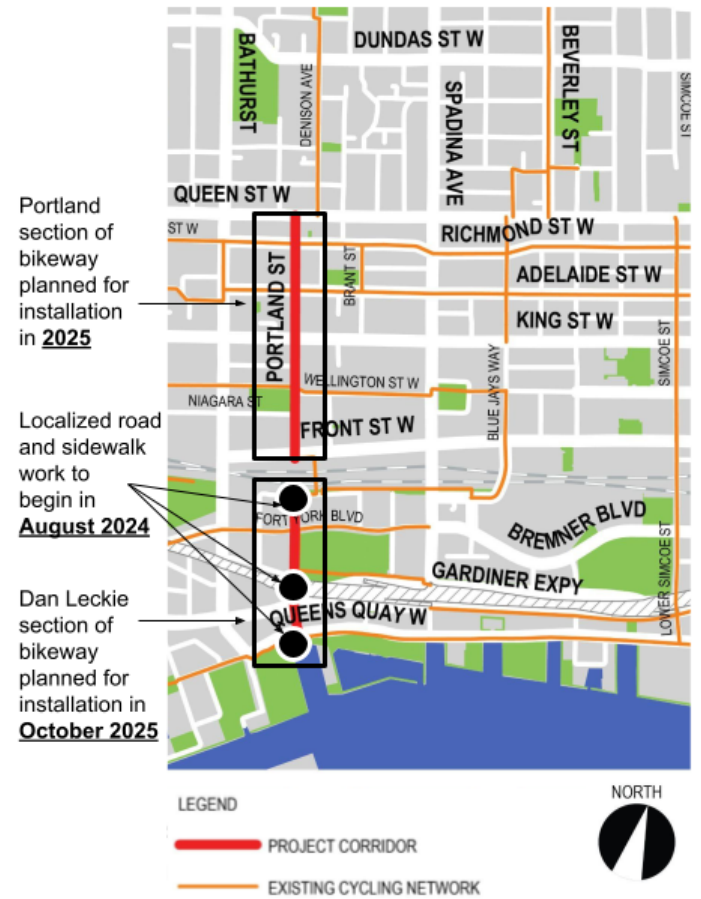 DUNDAS ST W
BATHURST
DENISON AVE
SPADINA AVE
BEVERLEY ST
SIMCOE ST
QUEEN ST W
Portland
section of
bikeway
planned for
installation
in 2025
ST W
RICHMOND ST W
PORTLAND ST
BRANT ST
ADELAIDE ST W
KING ST W
SIMCOE ST
WELLINGTON ST W
NIAGARA ST
BLUE JAYS WAY
FRONT ST W
Localized road
and sidewalk
work to
begin in
August 2024
FORT YORK BLVD
BREMNER BLVD
GARDINER EXPY
LOWER SIMCOE ST
QUEENS QUAY W
Dan Leckie
section of
bikeway
planned for
installation in
October 2025
LEGEND
PROJECT CORRIDOR
EXISTING CYCLING NETWORK
NORTH